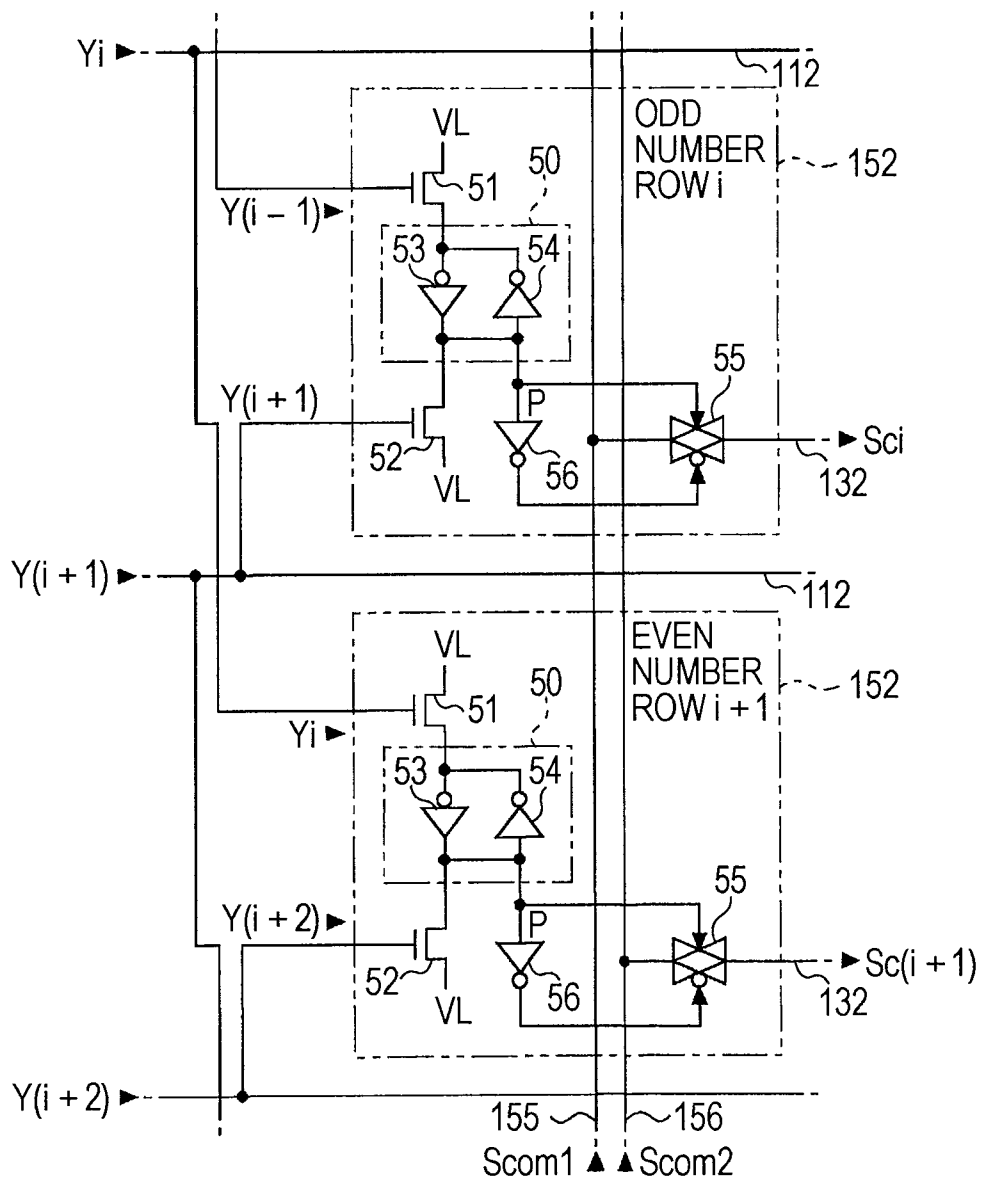 Yi
112
ODD
NUMBER
ROW i
152
VL
51
50
Y(i – 1)
53
54
55
Y(i + 1)
P
52
56
Sci
132
VL
Y(i + 1)
112
EVEN
NUMBER
ROW i + 1
152
VL
51
50
Yi
53
54
55
Y(i + 2)
P
52
56
Sc(i + 1)
132
VL
Y(i + 2)
155
156
Scom1
Scom2